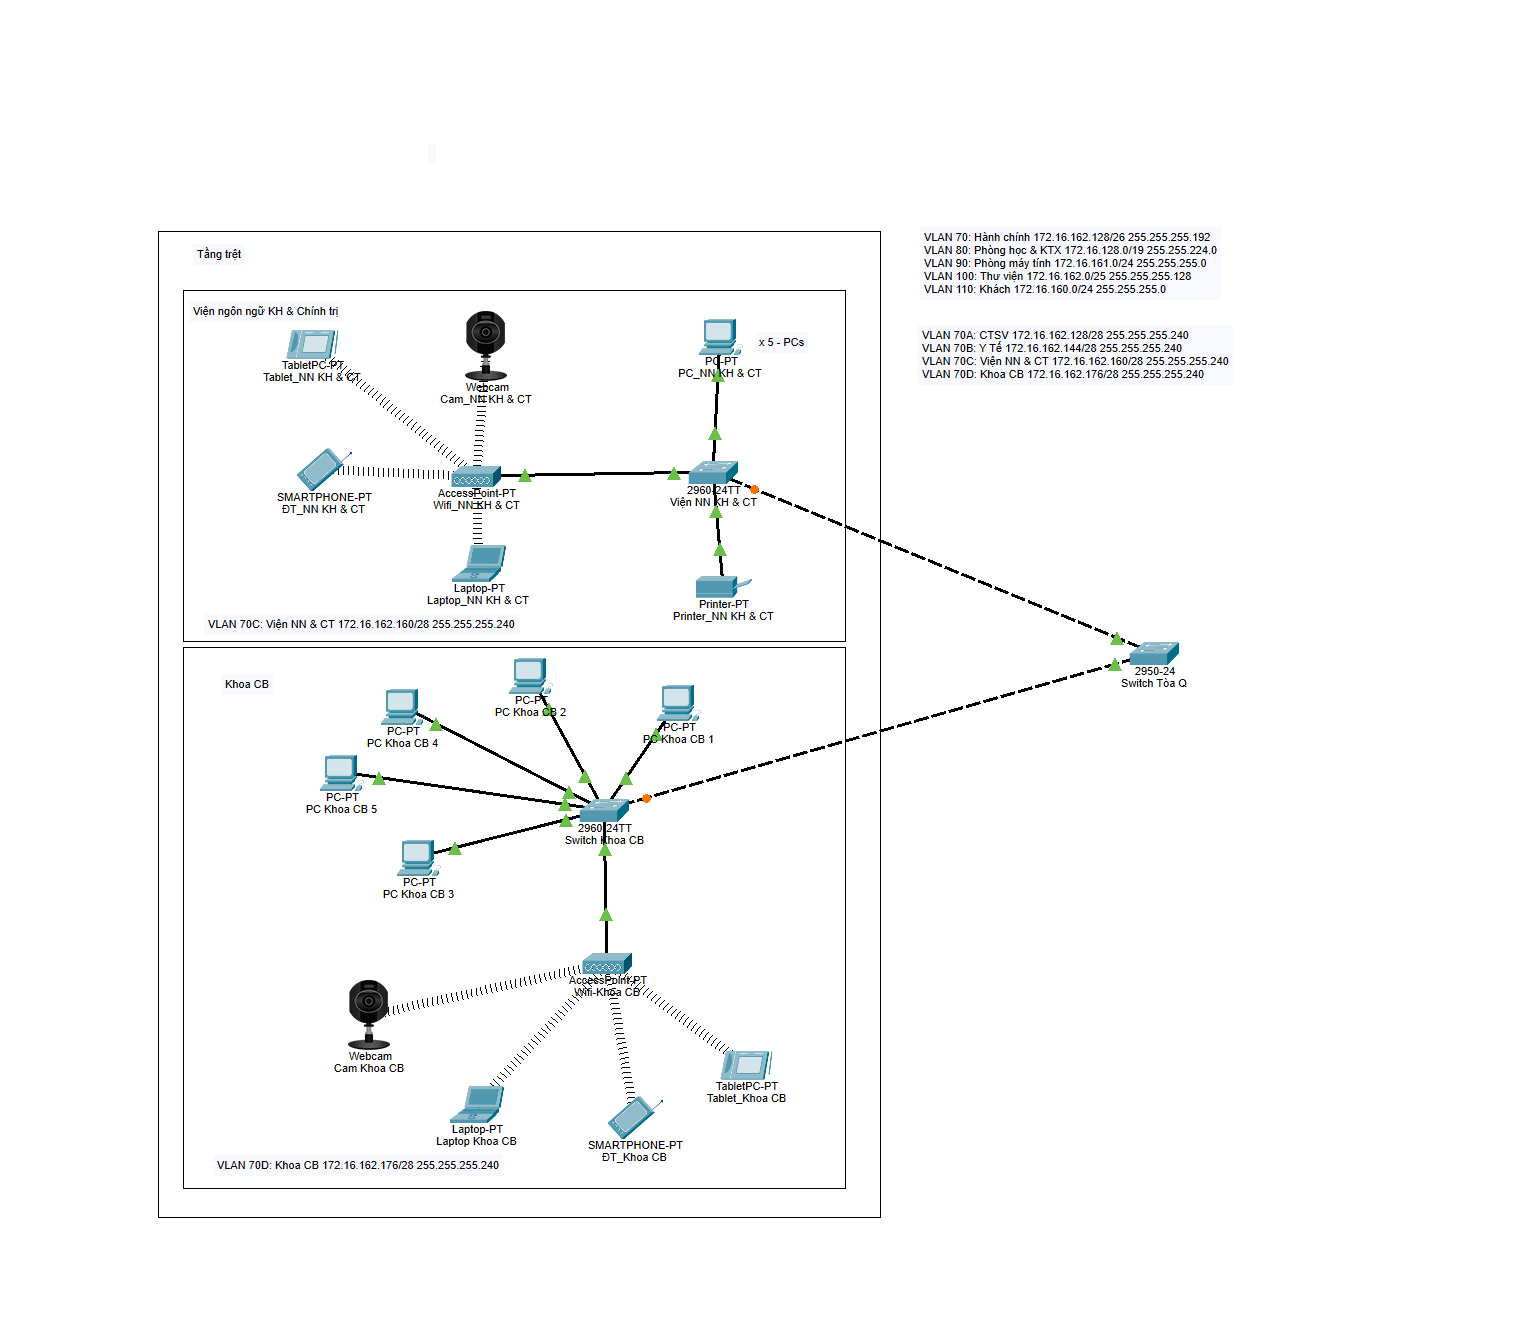 Tầng trệt
Viện ngôn ngữ KH & Chính trị
TabletPC-PT
Tablet_NN KH & CT
Webcam
Cam_NN KH & CT
PC-PT
PC_NN KH & CT
x 5 - PCs
SMARTPHONE-PT
ĐT_NN KH & CT
AccessPoint-PT
Wifi_NN KH & CT
2960-24TT
Viện NN KH & CT
Laptop-PT
Laptop_NN KH & CT
Printer-PT
Printer_NN KH & CT
VLAN 70C: Viện NN & CT 172.16.162.160/28 255.255.255.240
Khoa CB
PC-PT
PC Khoa CB 2
PC-PT
PC Khoa CB 1
PC-PT
PC Khoa CB 4
PC-PT
PC Khoa CB 5
2960-24TT
Switch Khoa CB
PC-PT
PC Khoa CB 3
AccessPoint-PT
Wifi-Khoa CB
Webcam
Cam Khoa CB
TabletPC-PT
Tablet_Khoa CB
Laptop-PT
Laptop Khoa CB
SMARTPHONE-PT
ĐT_Khoa CB
VLAN 70D: Khoa CB 172.16.162.176/28 255.255.255.240
VLAN 70: Hành chính 172.16.162.128/26 255.255.255.192
VLAN 80: Phòng học & KTX 172.16.128.0/19 255.255.224.0
VLAN 90: Phòng máy tính 172.16.161.0/24 255.255.255.0
VLAN 100: Thư viện 172.16.162.0/25 255.255.255.128
VLAN 110: Khách 172.16.160.0/24 255.255.255.0
VLAN 70A: CTSV 172.16.162.128/28 255.255.255.240
VLAN 70B: Y Tế 172.16.162.144/28 255.255.255.240
VLAN 70C: Viện NN & CT 172.16.162.160/28 255.255.255.240
VLAN 70D: Khoa CB 172.16.162.176/28 255.255.255.240
2950-24
Switch Tòa Q